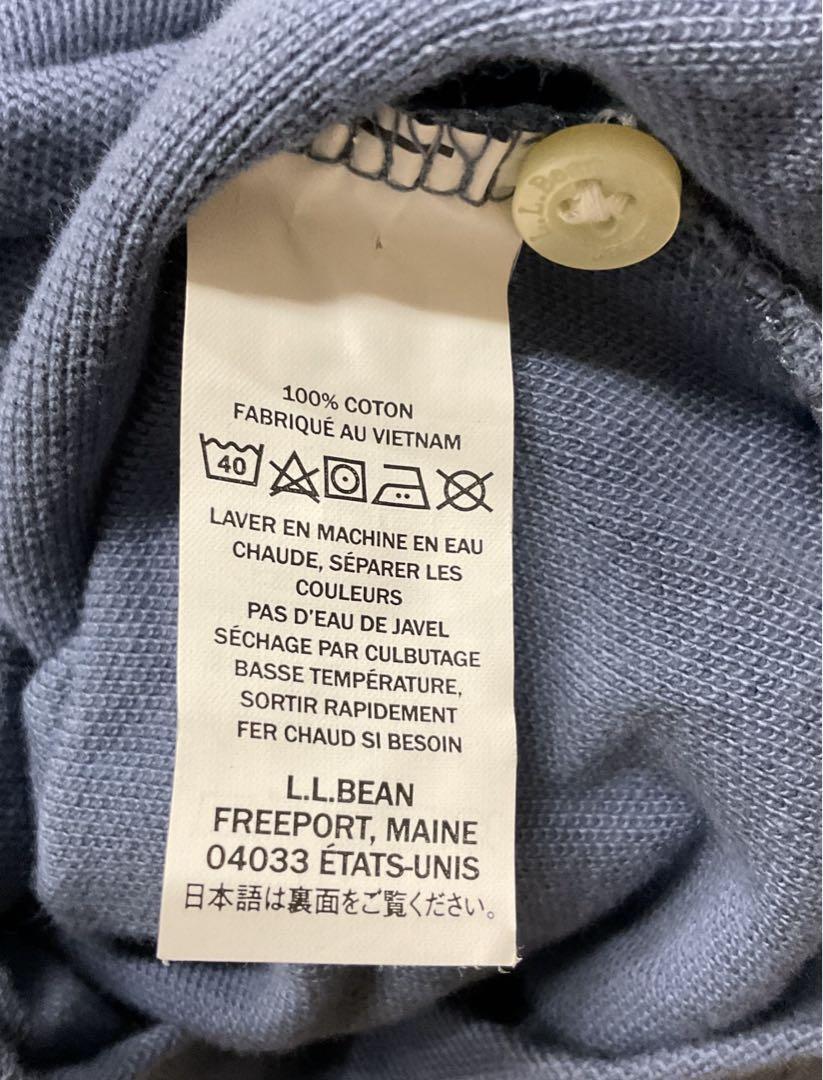 L.L.Bean
100% COTON
FABRIQUÉ AU VIETNAM
40
LAVER EN MACHINE EN EAU
CHAUDE, SÉPARER LES
COULEURS
PAS D'EAU DE JAVEL
SÉCHAGE PAR CULBUTAGE
BASSE TEMPÉRATURE,
SORTIR RAPIDEMENT
FER CHAUD SI BESOIN
L.L.BEAN
FREEPORT, MAINE
04033 ÉTATS-UNIS
日本語は裏面をご覧ください。